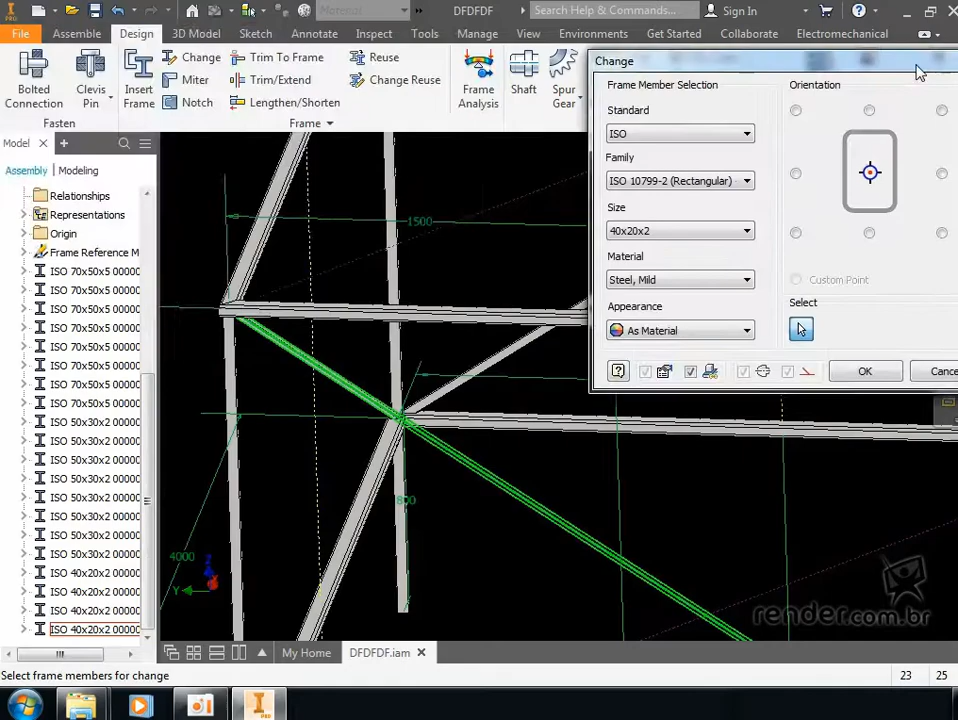 PRO
Material
DFDFDF
Search Help & Commands...
Sign In
File
Assemble
Design
3D Model
Sketch
Annotate
Inspect
Tools
Manage
View
Environments
Get Started
Collaborate
Electromechanical
Bolted
Connection
Clevis
Pin
Insert
Frame
Change
Miter
Notch
Trim To Frame
Trim/Extend
Lengthen/Shorten
Reuse
Change Reuse
Frame
Analysis
Shaft
Spur
Gear
Fasten
Frame
Model
Assembly
Modeling
Relationships
Representations
Origin
Frame Reference M
ISO 70x50x5 00000
ISO 70x50x5 00000
ISO 70x50x5 00000
ISO 70x50x5 00000
ISO 70x50x5 00000
ISO 70x50x5 00000
ISO 70x50x5 00000
ISO 70x50x5 00000
ISO 50x30x2 00000
ISO 50x30x2 00000
ISO 50x30x2 00000
ISO 50x30x2 00000
ISO 50x30x2 00000
ISO 50x30x2 00000
ISO 50x30x2 00000
ISO 50x30x2 00000
ISO 40x20x2 00000
ISO 40x20x2 00000
ISO 40x20x2 00000
ISO 40x20x2 00000
1500
800
4000
Y
Change
Frame Member Selection
Standard
ISO
Family
ISO 10799-2 (Rectangular)
Size
40x20x2
Material
Steel, Mild
Appearance
As Material
Orientation
Custom Point
Select
OK
Cance
render.com.br
My Home
DFDFDF.iam
Select frame members for change
23
25
PRO